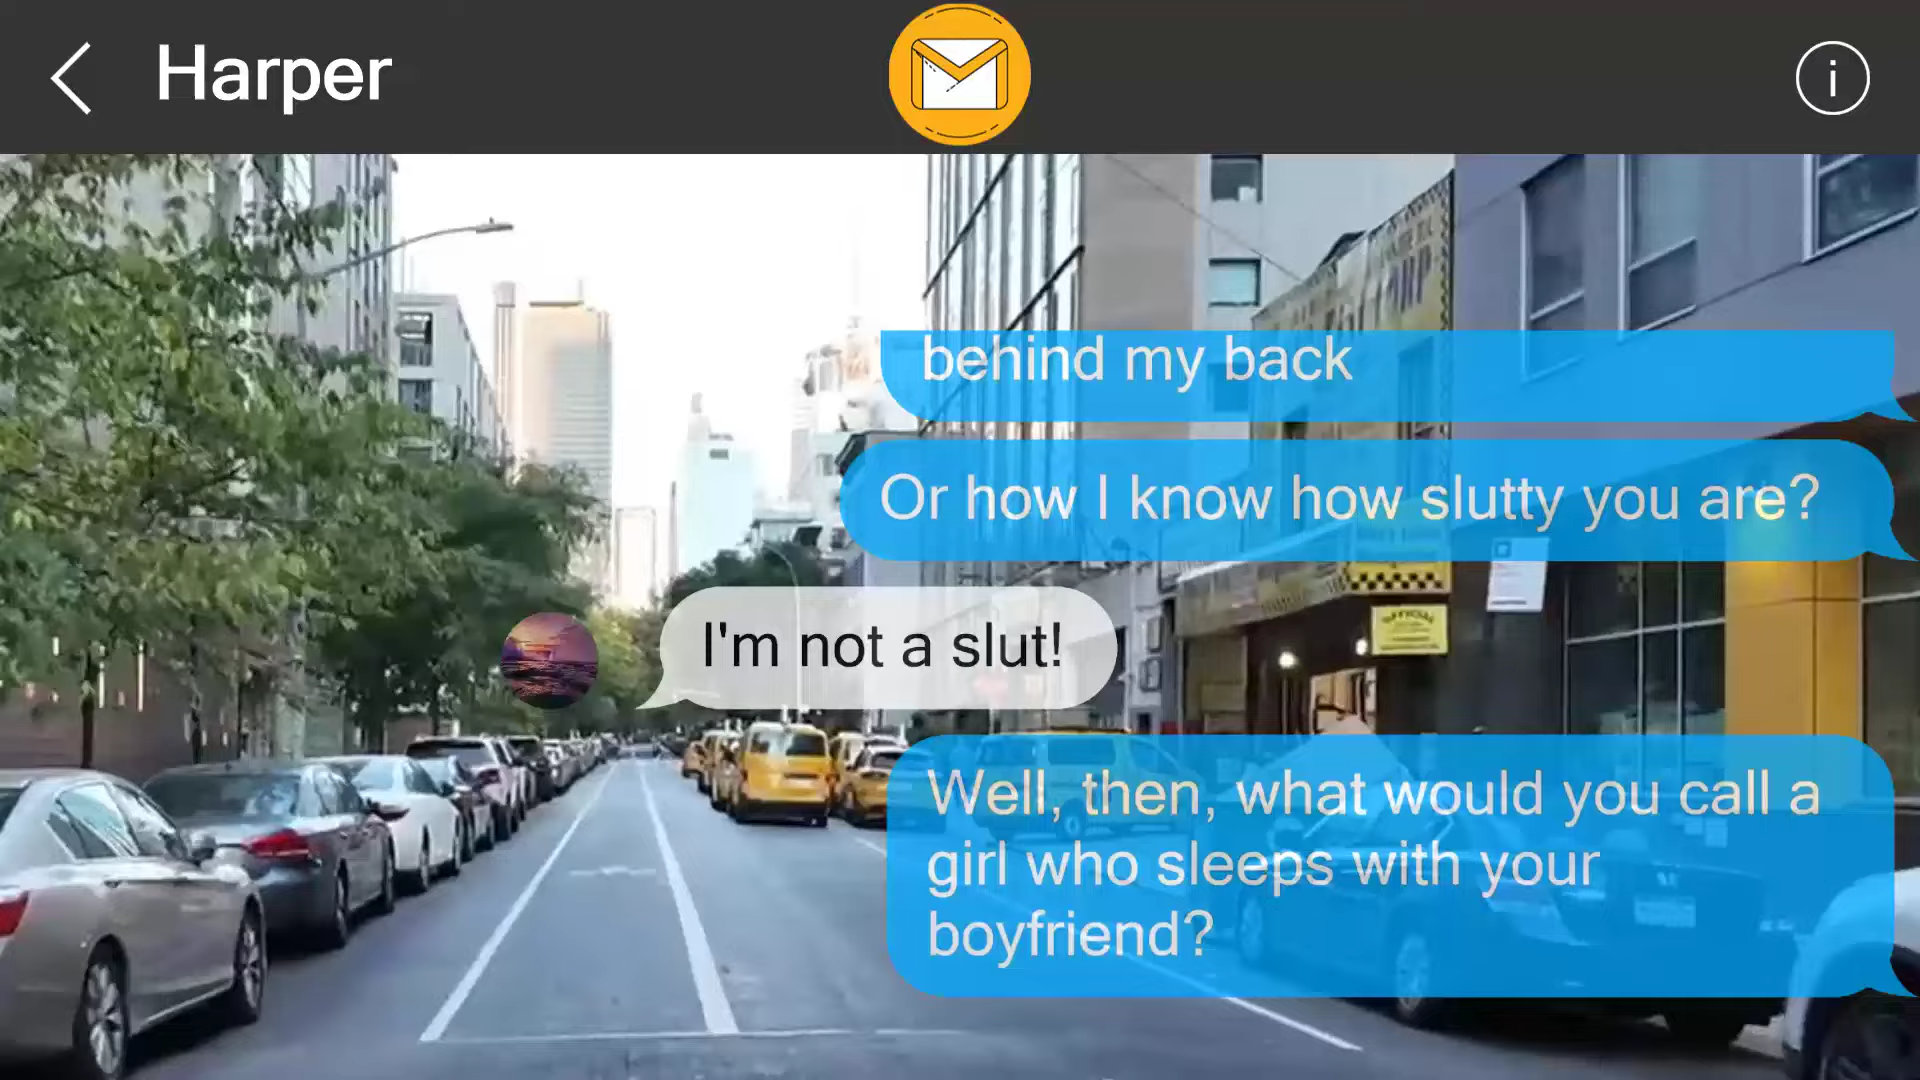 Harper
behind my back
Or how I know how slutty you are?
I'm not a slut!
Well, then, what would you call a
girl who sleeps with your
boyfriend?
OFFICIAL